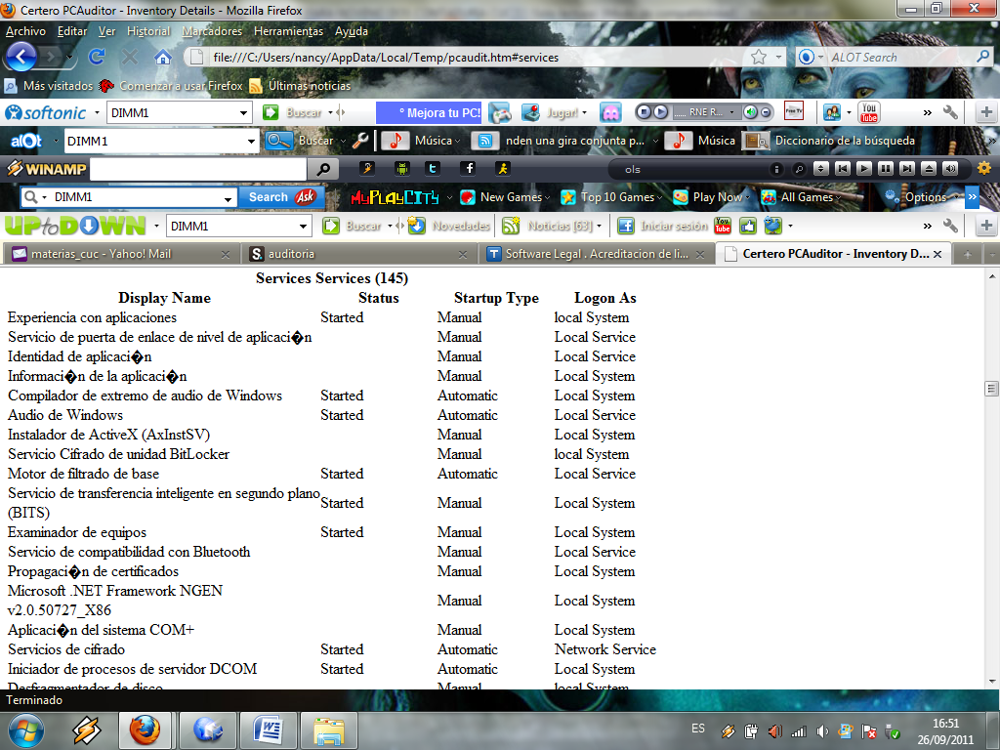 Certero PCAuditor - Inventory Details - Mozilla Firefox
Archivo Editar Ver Historial Marcadores Herramientas Ayuda
file:///C:/Users/nancy/AppData/Local/Temp/pcaudit.htm#services ALOT Search
Más visitados Comenzar a usar Firefox Últimas noticias
softonic DIMM1 Buscar ° Mejora tu PC! Jugar! ..... RNE R... Free TV You Tube »
alOt DIMM1 Buscar Música nden una gira conjunta p... Música Diccionario de la búsqueda »
WINAMP ols
DIMM1 Search Ask MyPlayCity New Games Top 10 Games Play Now All Games Options »
UPtoDOWN DIMM1 Buscar Novedades Noticias [63] Iniciar sesión You Tube »
materias_cuc - Yahoo! Mail auditoria Software Legal . Acreditacion de li... Certero PCAuditor - Inventory D...
Services Services (145)
Display Name Status Startup Type Logon As
Experiencia con aplicaciones Started Manual local System
Servicio de puerta de enlace de nivel de aplicaci�n Manual Local Service
Identidad de aplicaci�n Manual Local Service
Informaci�n de la aplicaci�n Manual Local System
Compilador de extremo de audio de Windows Started Automatic Local System
Audio de Windows Started Automatic Local Service
Instalador de ActiveX (AxInstSV) Manual Local System
Servicio Cifrado de unidad BitLocker Manual local System
Motor de filtrado de base Started Automatic Local Service
Servicio de transferencia inteligente en segundo plano
(BITS) Started Manual Local System
Examinador de equipos Started Manual Local System
Servicio de compatibilidad con Bluetooth Manual Local Service
Propagaci�n de certificados Manual Local System
Microsoft .NET Framework NGEN
v2.0.50727_X86 Manual Local System
Aplicaci�n del sistema COM+ Manual Local System
Servicios de cifrado Started Automatic Network Service
Iniciador de procesos de servidor DCOM Started Automatic Local System
Desfragmentador de disco Manual local System
Terminado
ES 16:51
26/09/2011